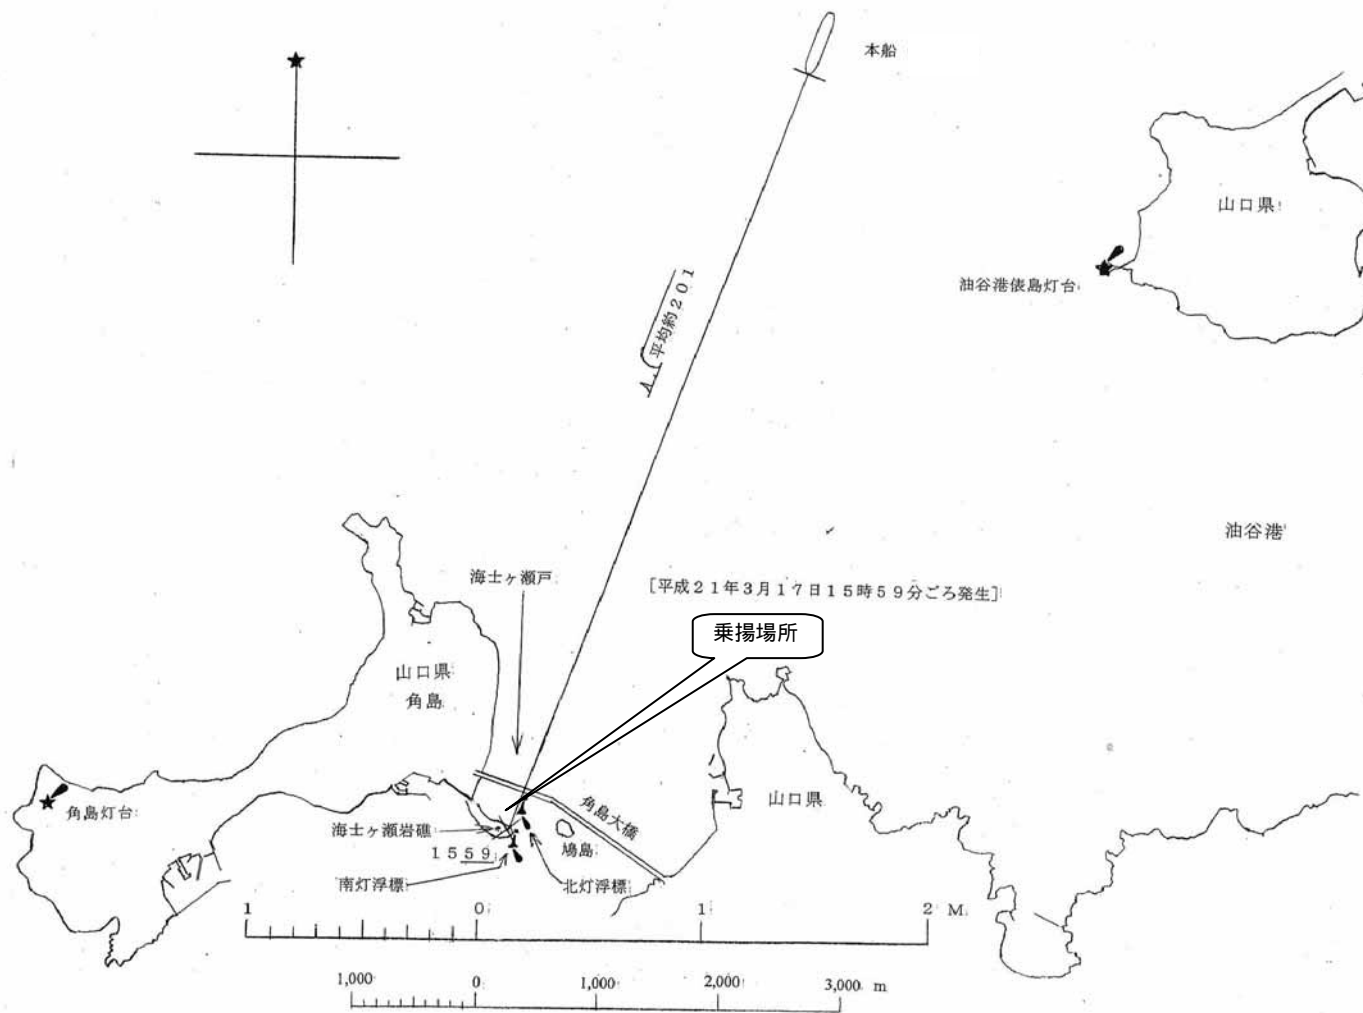 本船
山口県
油谷港俵島灯台
A.(平均約201
油谷港
海士ヶ瀬戸
[平成21年3月17日15時59分ごろ発生]
乗揚場所
山口県
角島
角島灯台
角島大橋
山口県
海士ヶ瀬岩礁
1559
鳩島
南灯浮標
北灯浮標
1 0 1 2 M
1,000 0 1,000 2,000 3,000 m